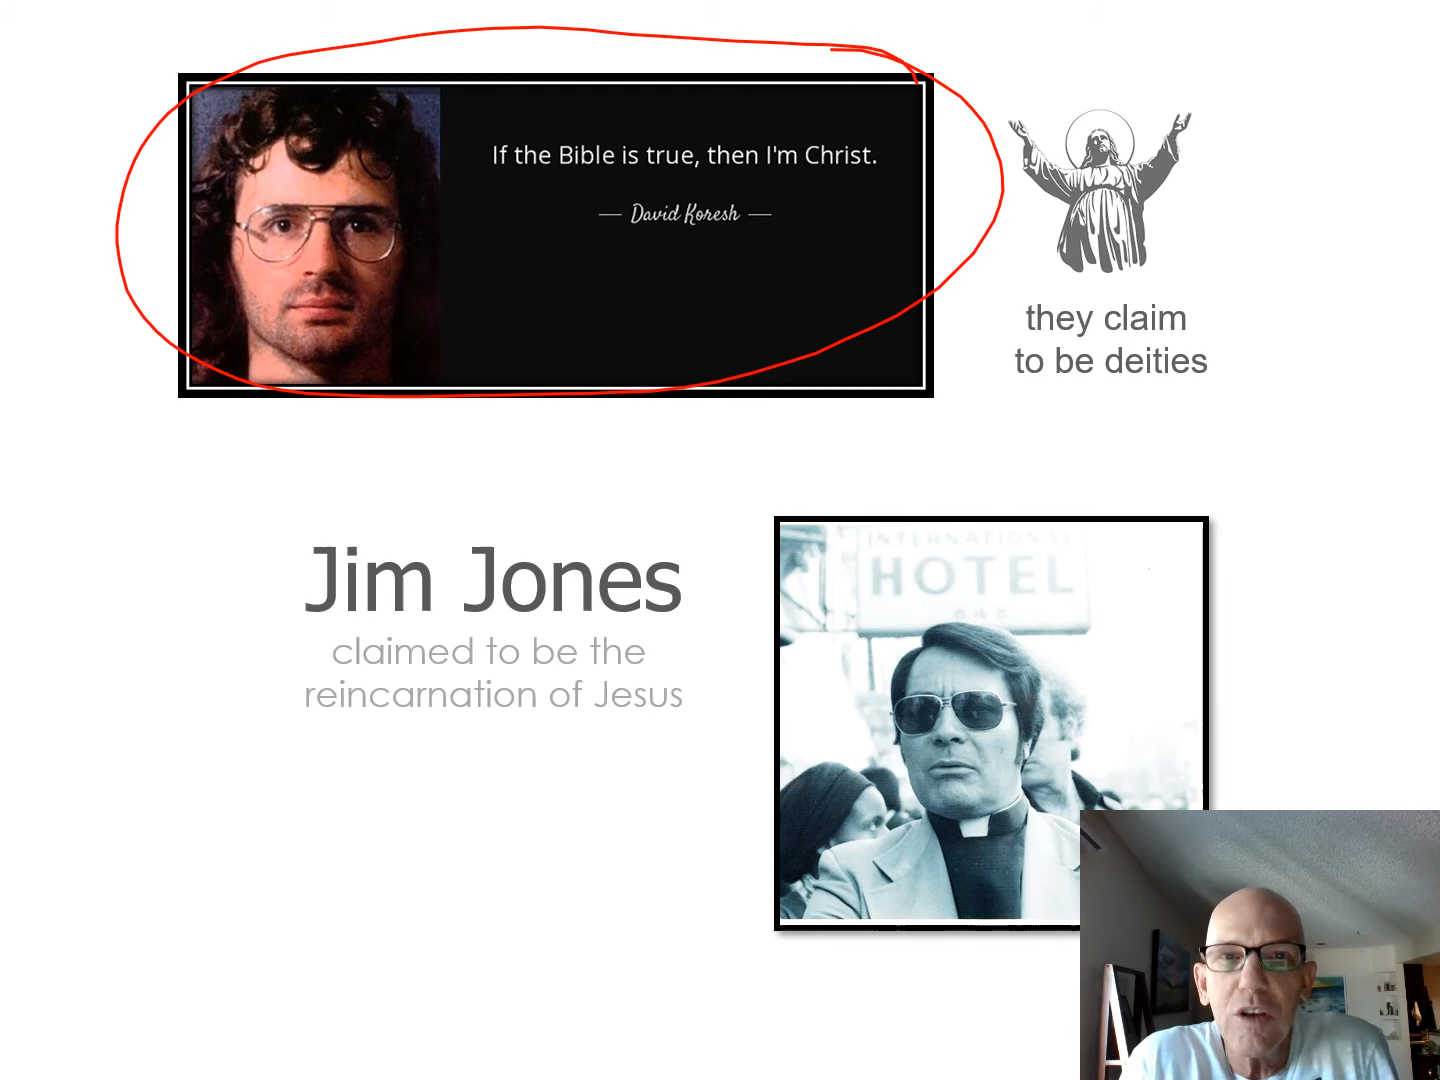 If the Bible is true, then I'm Christ.
— David Koresh —
they claim
to be deities
Jim Jones
claimed to be the
reincarnation of Jesus
INTERNATIONAL
HOTEL